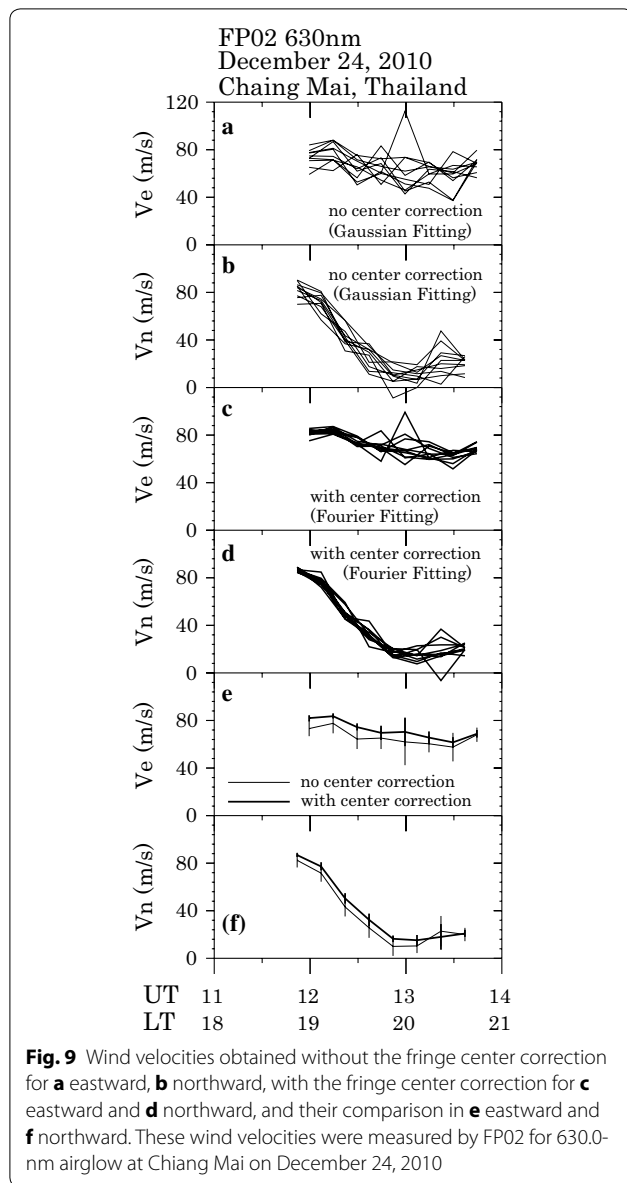 FP02 630nm
December 24, 2010
Chaing Mai, Thailand
120
a
80
Ve (m/s)
40
no center correction
(Gaussian Fitting)
0
b
no center correction
(Gaussian Fitting)
80
Vn (m/s)
40
0
c
80
Ve (m/s)
40
with center correction
(Fourier Fitting)
0
d
with center correction
(Fourier Fitting)
80
Vn (m/s)
40
0
e
80
Ve (m/s)
40
no center correction
with center correction
0
80
Vn (m/s)
40
(f)
0
UT 11 12 13 14
LT 18 19 20 21
Fig. 9 Wind velocities obtained without the fringe center correction
for a eastward, b northward, with the fringe center correction for c
eastward and d northward, and their comparison in e eastward and
f northward. These wind velocities were measured by FP02 for 630.0-
nm airglow at Chiang Mai on December 24, 2010